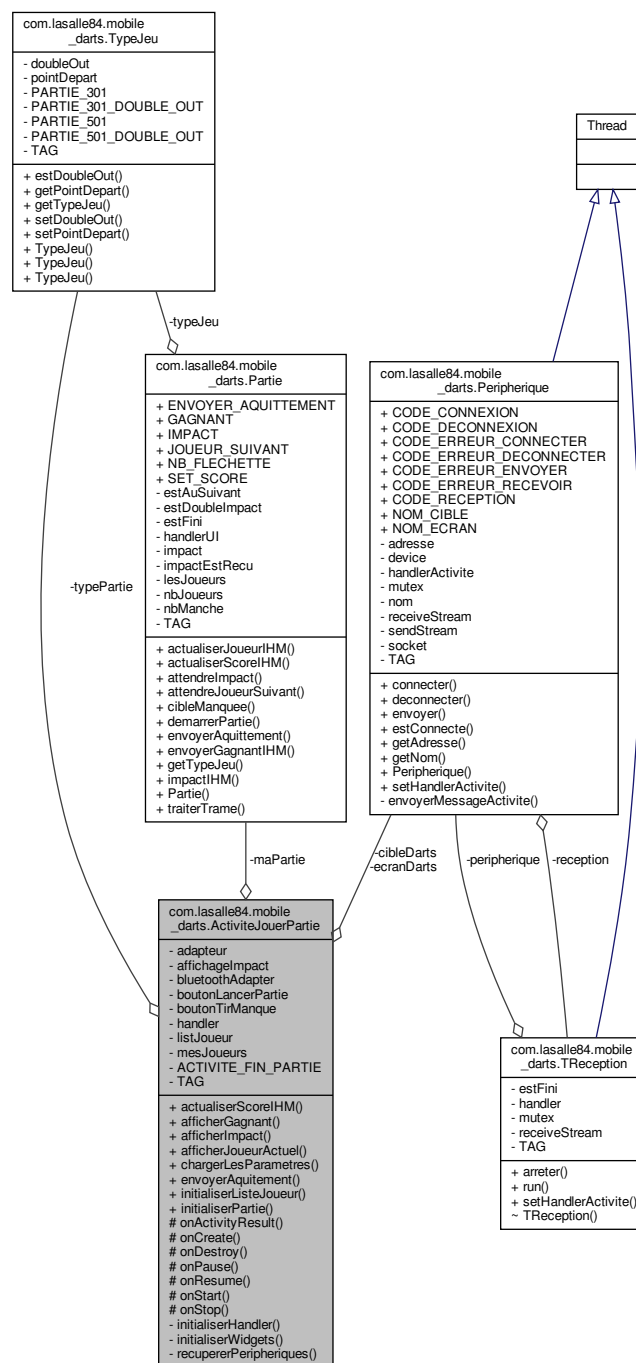 com.lasalle84.mobile
_darts.TypeJeu
- doubleOut
- pointDepart
- PARTIE_301
- PARTIE_301_DOUBLE_OUT
- PARTIE_501
- PARTIE_501_DOUBLE_OUT
- TAG
+ estDoubleOut()
+ getPointDepart()
+ getTypeJeu()
+ setDoubleOut()
+ setPointDepart()
+ TypeJeu()
+ TypeJeu()
+ TypeJeu()
Thread
-typeJeu
com.lasalle84.mobile
_darts.Partie
+ ENVOYER_AQUITTEMENT
+ GAGNANT
+ IMPACT
+ JOUEUR_SUIVANT
+ NB_FLECHETTE
+ SET_SCORE
- estAuSuivant
- estDoubleImpact
- estFini
- handlerUI
- impact
- impactEstRecu
- lesJoueurs
- nbJoueurs
- nbManche
- TAG
+ actualiserJoueurIHM()
+ actualiserScoreIHM()
+ attendreImpact()
+ attendreJoueurSuivant()
+ cibleManquee()
+ demarrerPartie()
+ envoyerAquittement()
+ envoyerGagnantIHM()
+ getTypeJeu()
+ impactIHM()
+ Partie()
+ traiterTrame()
com.lasalle84.mobile
_darts.Peripherique
+ CODE_CONNEXION
+ CODE_DECONNEXION
+ CODE_ERREUR_CONNECTER
+ CODE_ERREUR_DECONNECTER
+ CODE_ERREUR_ENVOYER
+ CODE_ERREUR_RECEVOIR
+ CODE_RECEPTION
+ NOM_CIBLE
+ NOM_ECRAN
- adresse
- device
- handlerActivite
- mutex
- nom
- receiveStream
- sendStream
- socket
- TAG
+ connecter()
+ deconnecter()
+ envoyer()
+ estConnecte()
+ getAdresse()
+ getNom()
+ Peripherique()
+ setHandlerActivite()
- envoyerMessageActivite()
-typePartie
-maPartie
-cibleDarts
-ecranDarts
-peripherique
-reception
com.lasalle84.mobile
_darts.ActiviteJouerPartie
- adapteur
- affichageImpact
- bluetoothAdapter
- boutonLancerPartie
- boutonTirManque
- handler
- listJoueur
- mesJoueurs
- ACTIVITE_FIN_PARTIE
- TAG
+ actualiserScoreIHM()
+ afficherGagnant()
+ afficherImpact()
+ afficherJoueurActuel()
+ chargerLesParametres()
+ envoyerAquitement()
+ initialiserListeJoueur()
+ initialiserPartie()
# onActivityResult()
# onCreate()
# onDestroy()
# onPause()
# onResume()
# onStart()
# onStop()
- initialiserHandler()
- initialiserWidgets()
- recupererPeripheriques()
com.lasalle84.mobile
_darts.TReception
- estFini
- handler
- mutex
- receiveStream
- TAG
+ arreter()
+ run()
+ setHandlerActivite()
~ TReception()